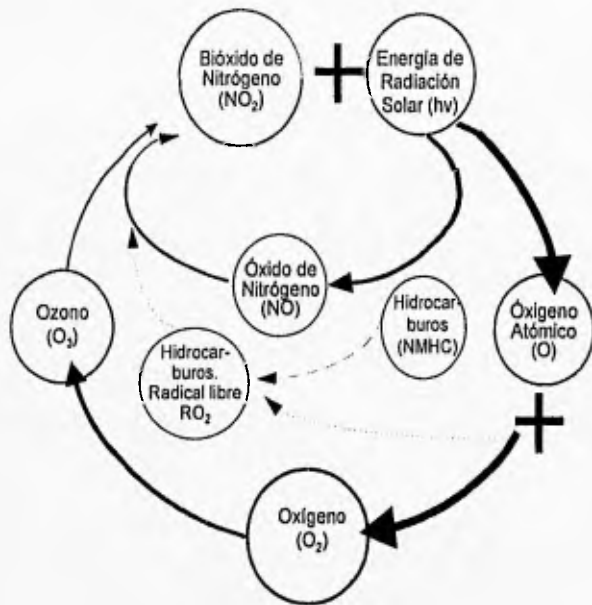 Bióxido de
Nitrógeno
(NO₂)
+
Energía de
Radiación
Solar (hv)
Óxido de
Nitrógeno
(NO)
Hidrocar-
buros
(NMHC)
Ozono
(O₃)
Óxigeno
Atómico
(O)
Hidrocar-
buros.
Radical libre
RO₂
+
Oxígeno
(O₂)